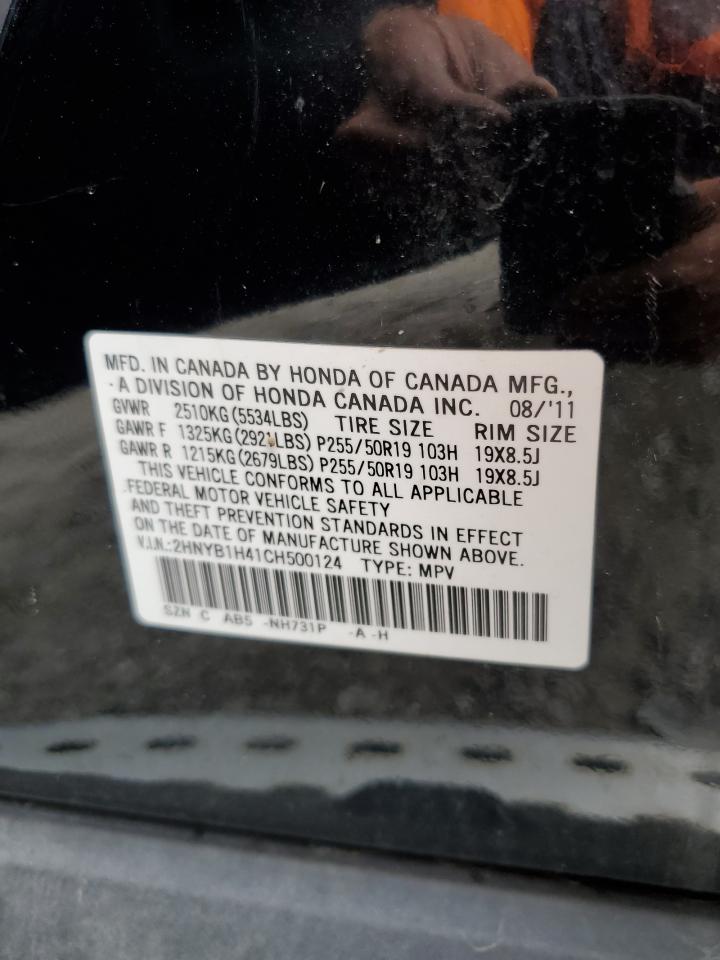 MFD. IN CANADA BY HONDA OF CANADA MFG.,
A DIVISION OF HONDA CANADA INC. 08/'11
GVWR 2510KG(5534LBS) TIRE SIZE RIM SIZE
GAWR F 1325KG(2921LBS) P255/50R19 103H 19X8.5J
GAWR R 1215KG(2679LBS) P255/50R19 103H 19X8.5J
THIS VEHICLE CONFORMS TO ALL APPLICABLE
FEDERAL MOTOR VEHICLE SAFETY
AND THEFT PREVENTION STANDARDS IN EFFECT
ON THE DATE OF MANUFACTURE SHOWN ABOVE.
V.I.N.:2HNYB1H41CH500124 TYPE: MPV
SZN C AB5 -NH731P -A -H